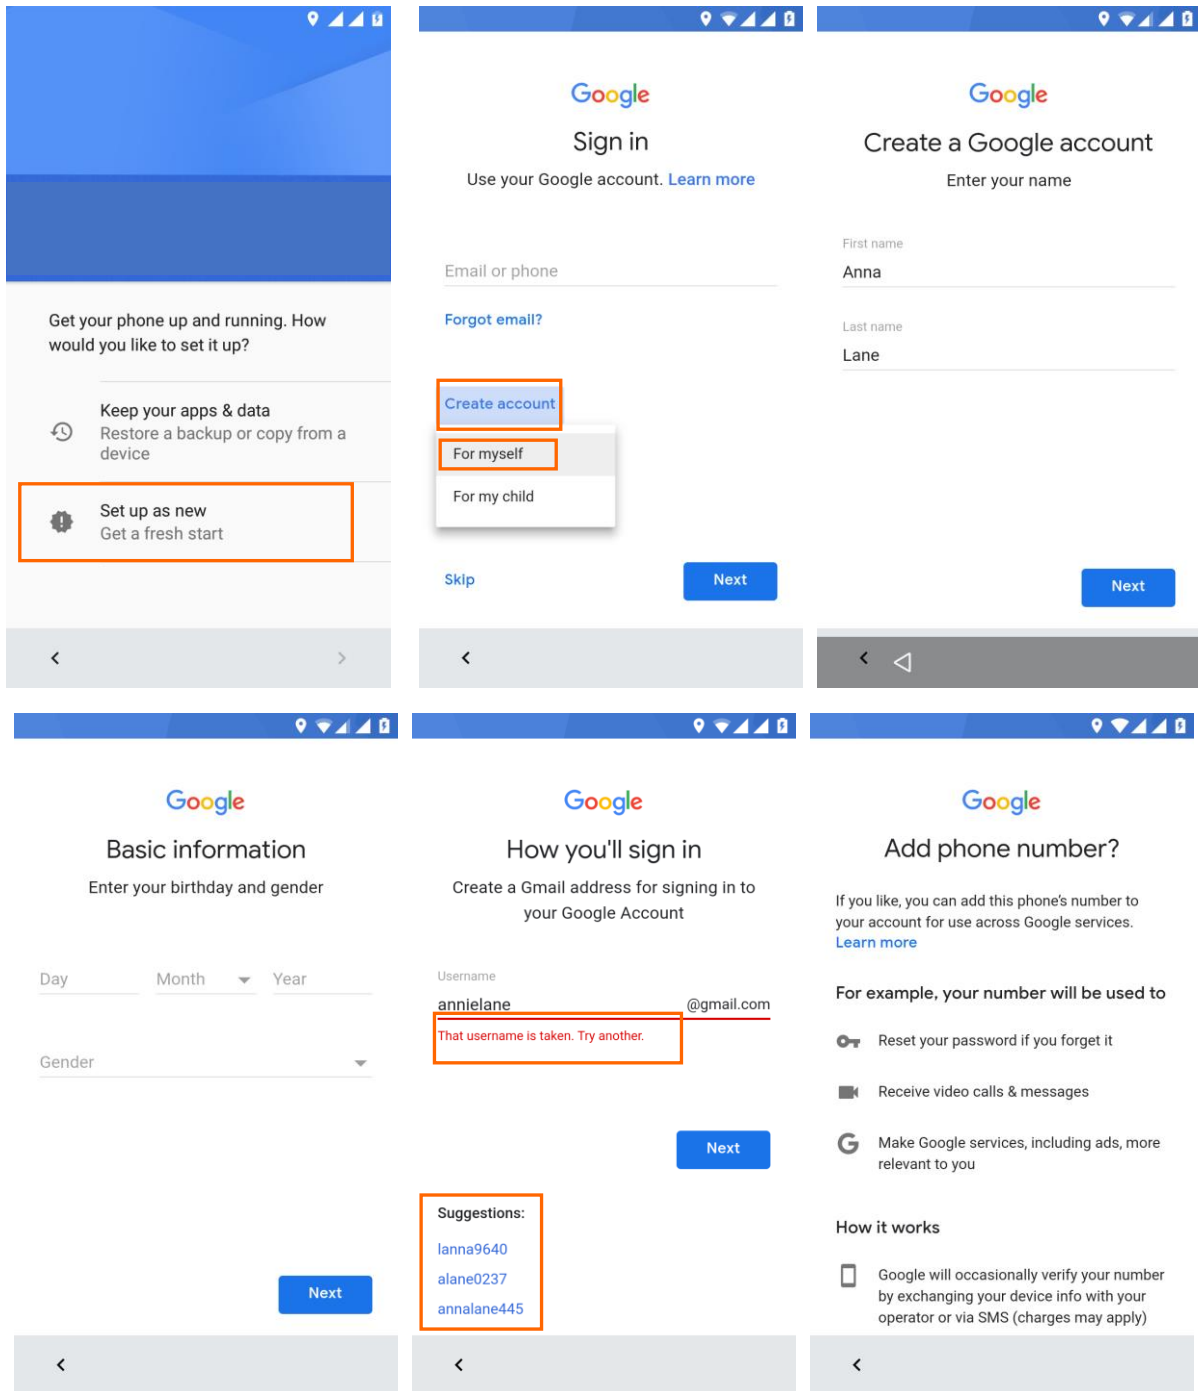 Get your phone up and running. How
would you like to set it up?
Keep your apps & data
Restore a backup or copy from a
device
Set up as new
Get a fresh start
Google
Sign in
Use your Google account. Learn more
Email or phone
Forgot email?
Create account
For myself
For my child
Skip
Next
Google
Create a Google account
Enter your name
First name
Anna
Last name
Lane
Next
Google
Basic information
Enter your birthday and gender
Day
Month
Year
Gender
Next
Google
How you'll sign in
Create a Gmail address for signing in to
your Google Account
Username
annielane
@gmail.com
That username is taken. Try another.
Next
Suggestions:
lanna9640
alane0237
annalane445
Google
Add phone number?
If you like, you can add this phone's number to
your account for use across Google services.
Learn more
For example, your number will be used to
Reset your password if you forget it
Receive video calls & messages
G
Make Google services, including ads, more
relevant to you
How it works
Google will occasionally verify your number
by exchanging your device info with your
operator or via SMS (charges may apply)